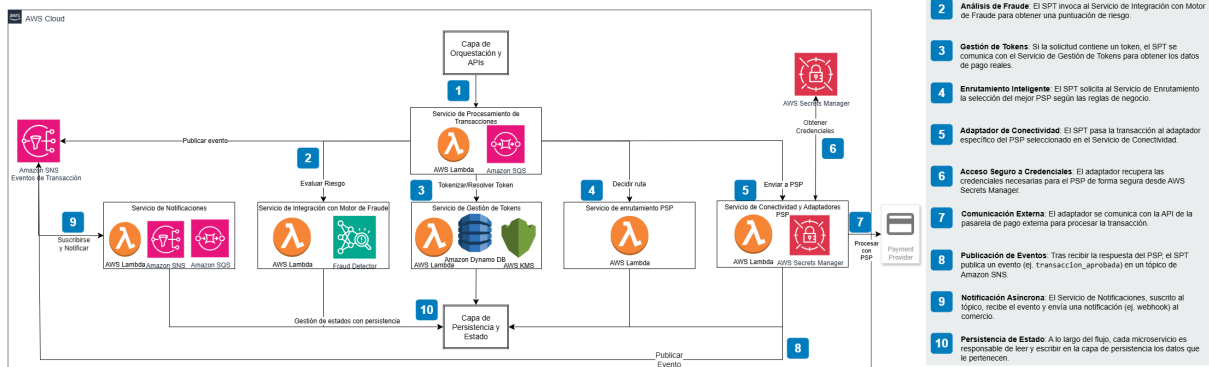 AWS Cloud
Capa de
Orquestación y
APIs
1
Servicio de Procesamiento de
Transacciones
AWS Lambda
Amazon SQS
Publicar evento
Amazon SNS
Eventos de Transacción
2
Evaluar Riesgo
3
Tokenizar/Resolver Token
4
Decidir ruta
5
Enviar a PSP
AWS Secrets Manager
Obtener
Credenciales
6
9
Suscribirse
y Notificar
Servicio de Notificaciones
AWS Lambda
Amazon SNS
Amazon SQS
Servicio de Integración con Motor de Fraude
AWS Lambda
Fraud Detector
Servicio de Gestión de Tokens
AWS Lambda
Amazon Dynamo DB
AWS KMS
Servicio de enrutamiento PSP
AWS Lambda
Servicio de Conectividad y Adaptadores
PSP
AWS Lambda
AWS Secrets Manager
7
Procesar
con
PSP
Payment
Provider
10
Gestión de estados con persistencia
Capa de
Persistencia y
Estado
8
Publicar
Evento
2
Análisis de Fraude: El SPT invoca al Servicio de Integración con Motor
de Fraude para obtener una puntuación de riesgo.
3
Gestión de Tokens: Si la solicitud contiene un token, el SPT se
comunica con el Servicio de Gestión de Tokens para obtener los datos
de pago reales.
4
Enrutamiento Inteligente: El SPT solicita al Servicio de Enrutamiento
la selección del mejor PSP según las reglas de negocio.
5
Adaptador de Conectividad: El SPT pasa la transacción al adaptador
específico del PSP seleccionado en el Servicio de Conectividad.
6
Acceso Seguro a Credenciales: El adaptador recupera las
credenciales necesarias para el PSP de forma segura desde AWS
Secrets Manager.
7
Comunicación Externa: El adaptador se comunica con la API de la
pasarela de pago externa para procesar la transacción.
8
Publicación de Eventos: Tras recibir la respuesta del PSP, el SPT
publica un evento (ej. transaccion_aprobada) en un tópico de
Amazon SNS.
9
Notificación Asíncrona: El Servicio de Notificaciones, suscrito al
tópico, recibe el evento y envía una notificación (ej. webhook) al
comercio.
10
Persistencia de Estado: A lo largo del flujo, cada microservicio es
responsable de leer y escribir en la capa de persistencia los datos que
le pertenecen.